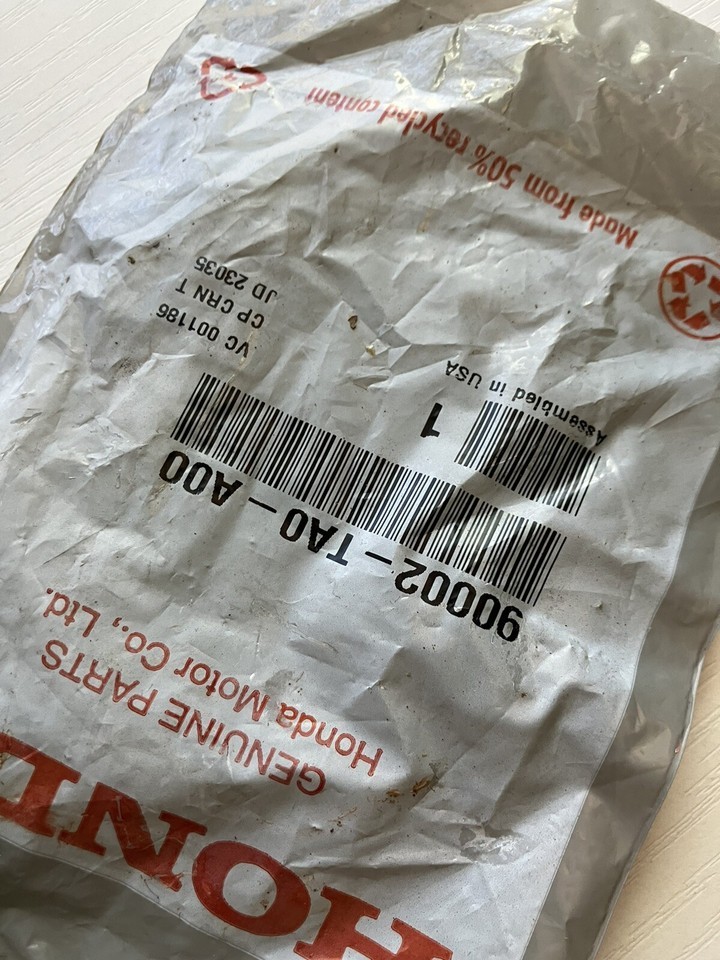 HOND
GENUINE PARTS
Honda Motor Co., Ltd.
90002-TA0-A00
1
Assembled in USA
VC 001186
CP CRN T
JD 23035
Made from 50% recycled content